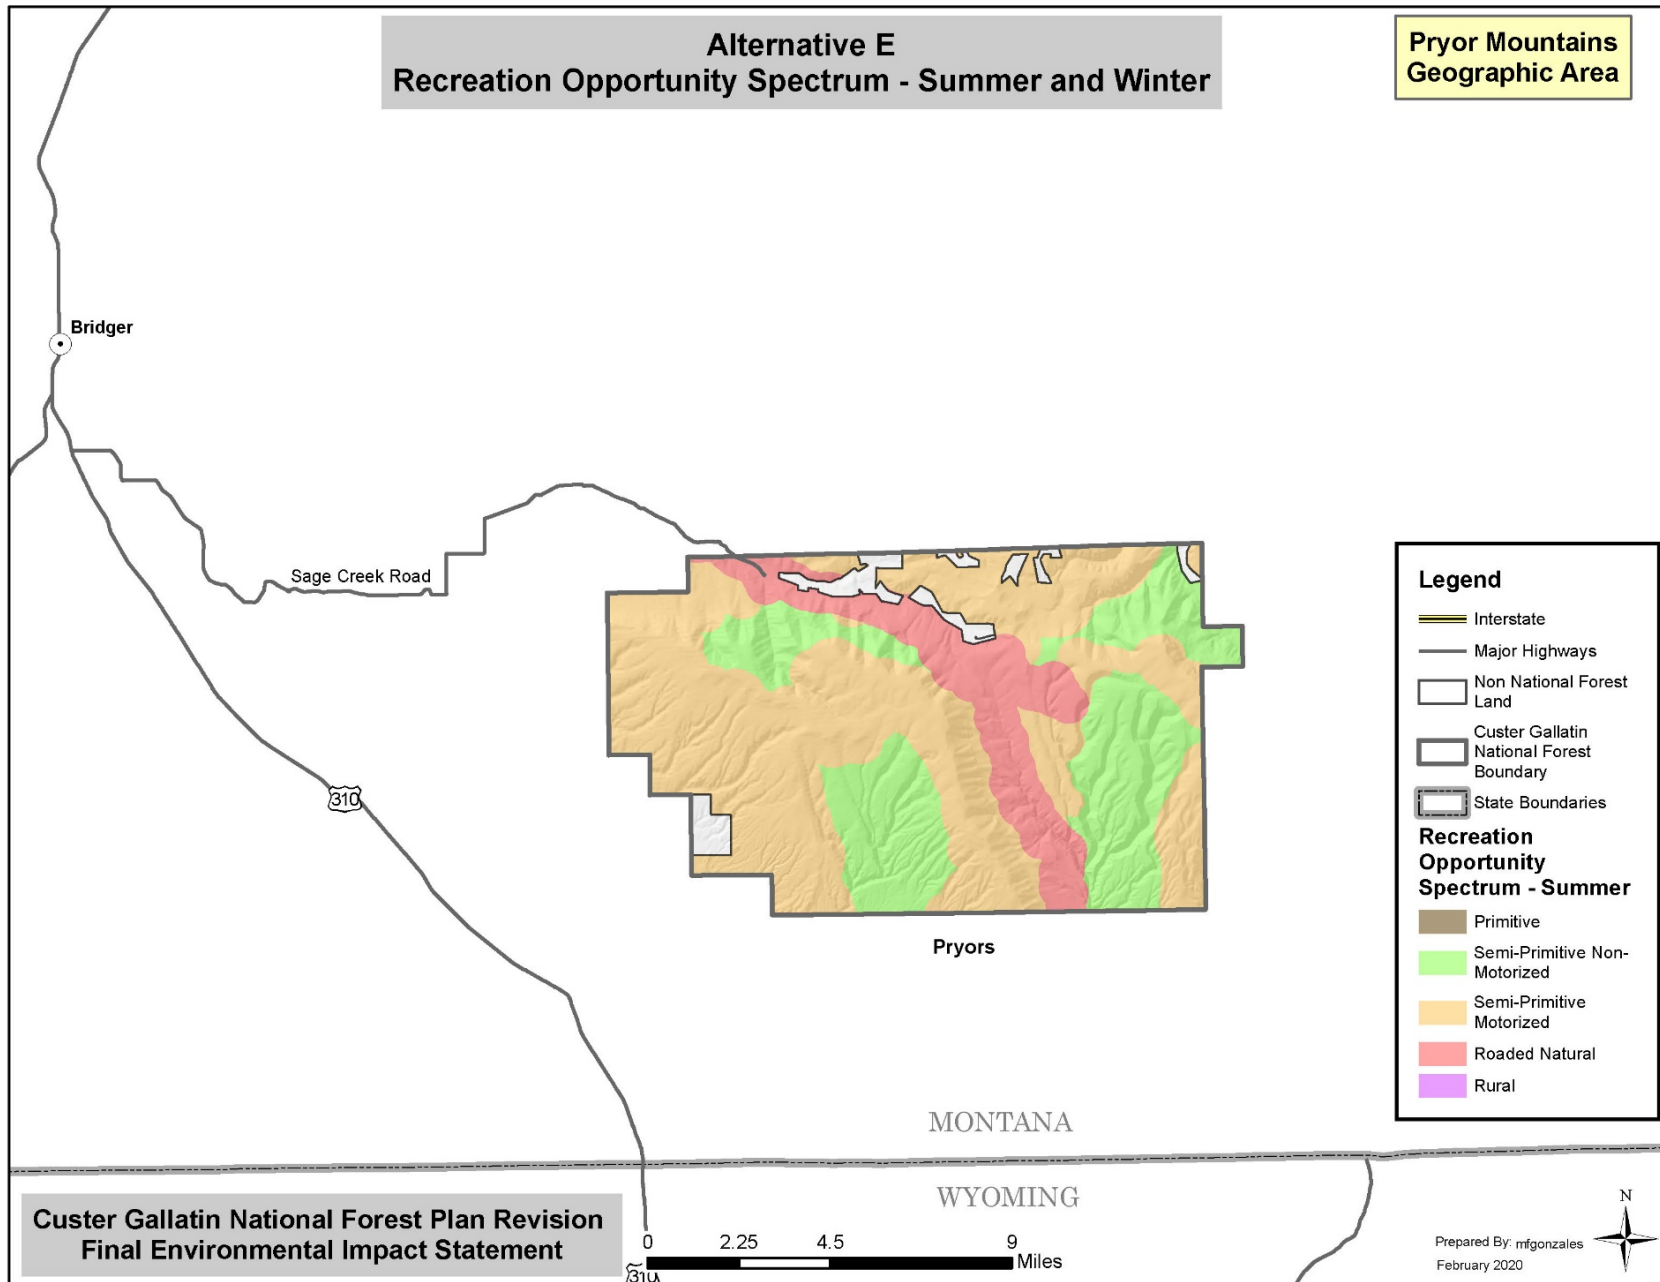 Alternative E
Recreation Opportunity Spectrum - Summer and Winter
Pryor Mountains
Geographic Area
Bridger
Sage Creek Road
310
Pryors
Legend
Interstate
Major Highways
Non National Forest
Land
Custer Gallatin
National Forest
Boundary
State Boundaries
Recreation
Opportunity
Spectrum - Summer
Primitive
Semi-Primitive Non-
Motorized
Semi-Primitive
Motorized
Roaded Natural
Rural
MONTANA
WYOMING
Custer Gallatin National Forest Plan Revision
Final Environmental Impact Statement
0 2.25 4.5 9
Miles
310
N
Prepared By: mfgonzales
February 2020